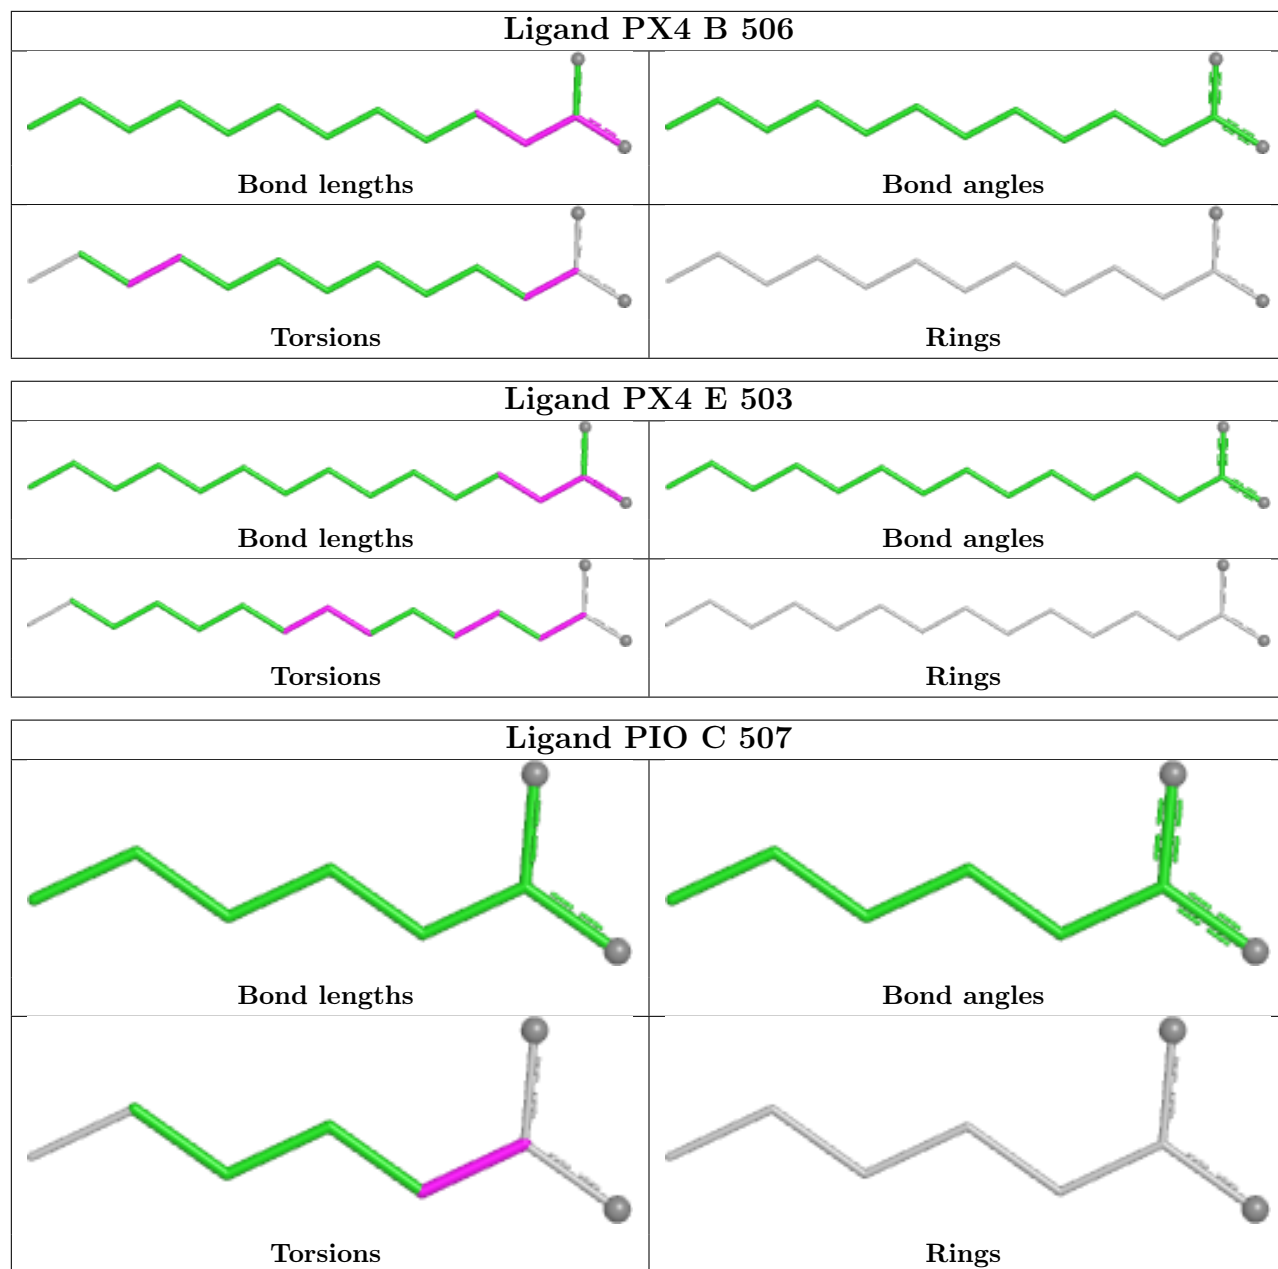 Ligand PX4 B 506
Bond lengths
Bond angles
Torsions
Rings
Ligand PX4 E 503
Bond lengths
Bond angles
Torsions
Rings
Ligand PIO C 507
Bond lengths
Bond angles
Torsions
Rings